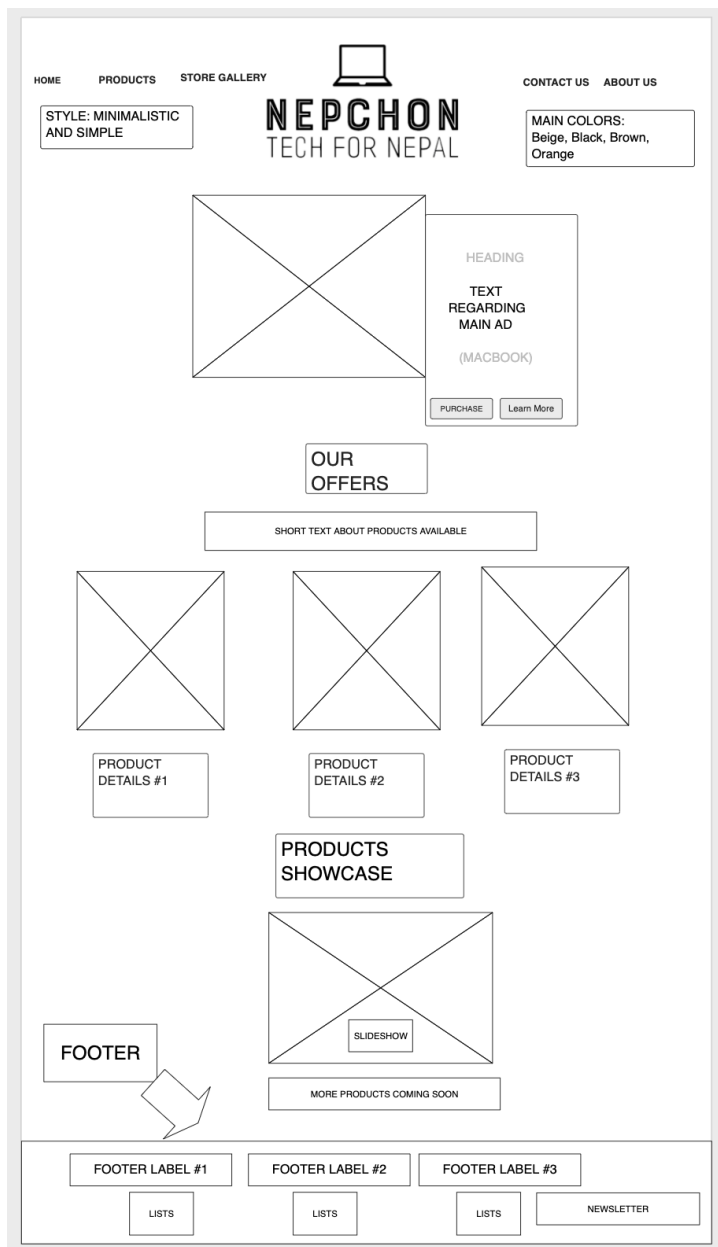 HOME
PRODUCTS
STORE GALLERY
CONTACT US
ABOUT US
STYLE: MINIMALISTIC
AND SIMPLE
NEPCHON
TECH FOR NEPAL
MAIN COLORS:
Beige, Black, Brown,
Orange
HEADING
TEXT
REGARDING
MAIN AD
(MACBOOK)
PURCHASE
Learn More
OUR
OFFERS
SHORT TEXT ABOUT PRODUCTS AVAILABLE
PRODUCT
DETAILS #1
PRODUCT
DETAILS #2
PRODUCT
DETAILS #3
PRODUCTS
SHOWCASE
SLIDESHOW
FOOTER
MORE PRODUCTS COMING SOON
FOOTER LABEL #1
FOOTER LABEL #2
FOOTER LABEL #3
LISTS
LISTS
LISTS
NEWSLETTER